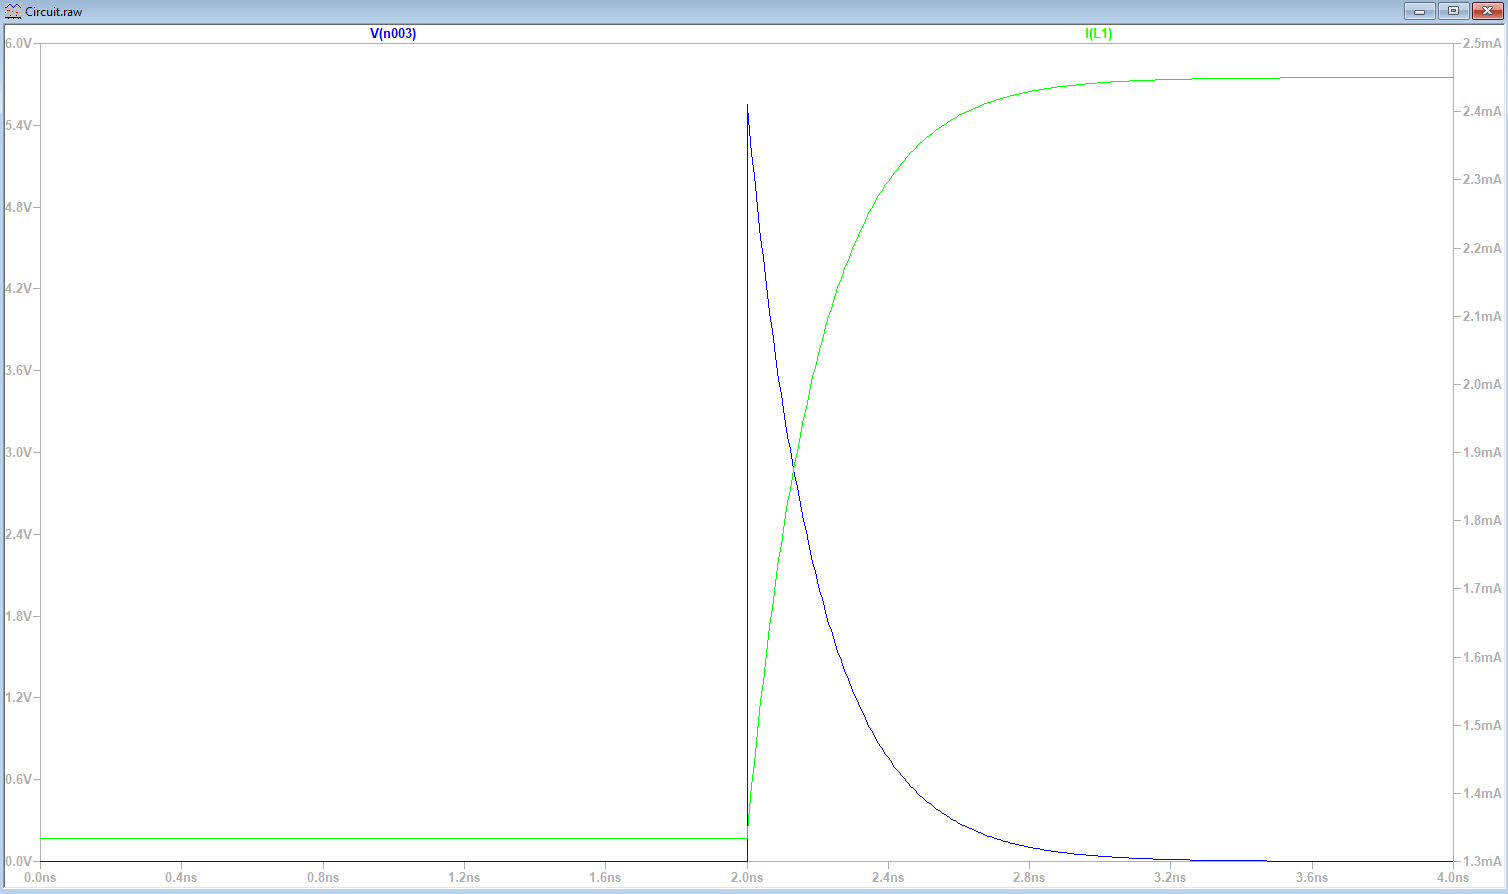 Circuit.raw
V(n003) I(L1)
6.0V 2.5mA
5.4V 2.4mA
4.8V 2.3mA
4.2V 2.2mA
2.1mA
3.6V 2.0mA
3.0V 1.9mA
2.4V 1.8mA
1.8V 1.7mA
1.6mA
1.2V 1.5mA
0.6V 1.4mA
0.0V 1.3mA
0.0ns 0.4ns 0.8ns 1.2ns 1.6ns 2.0ns 2.4ns 2.8ns 3.2ns 3.6ns 4.0ns